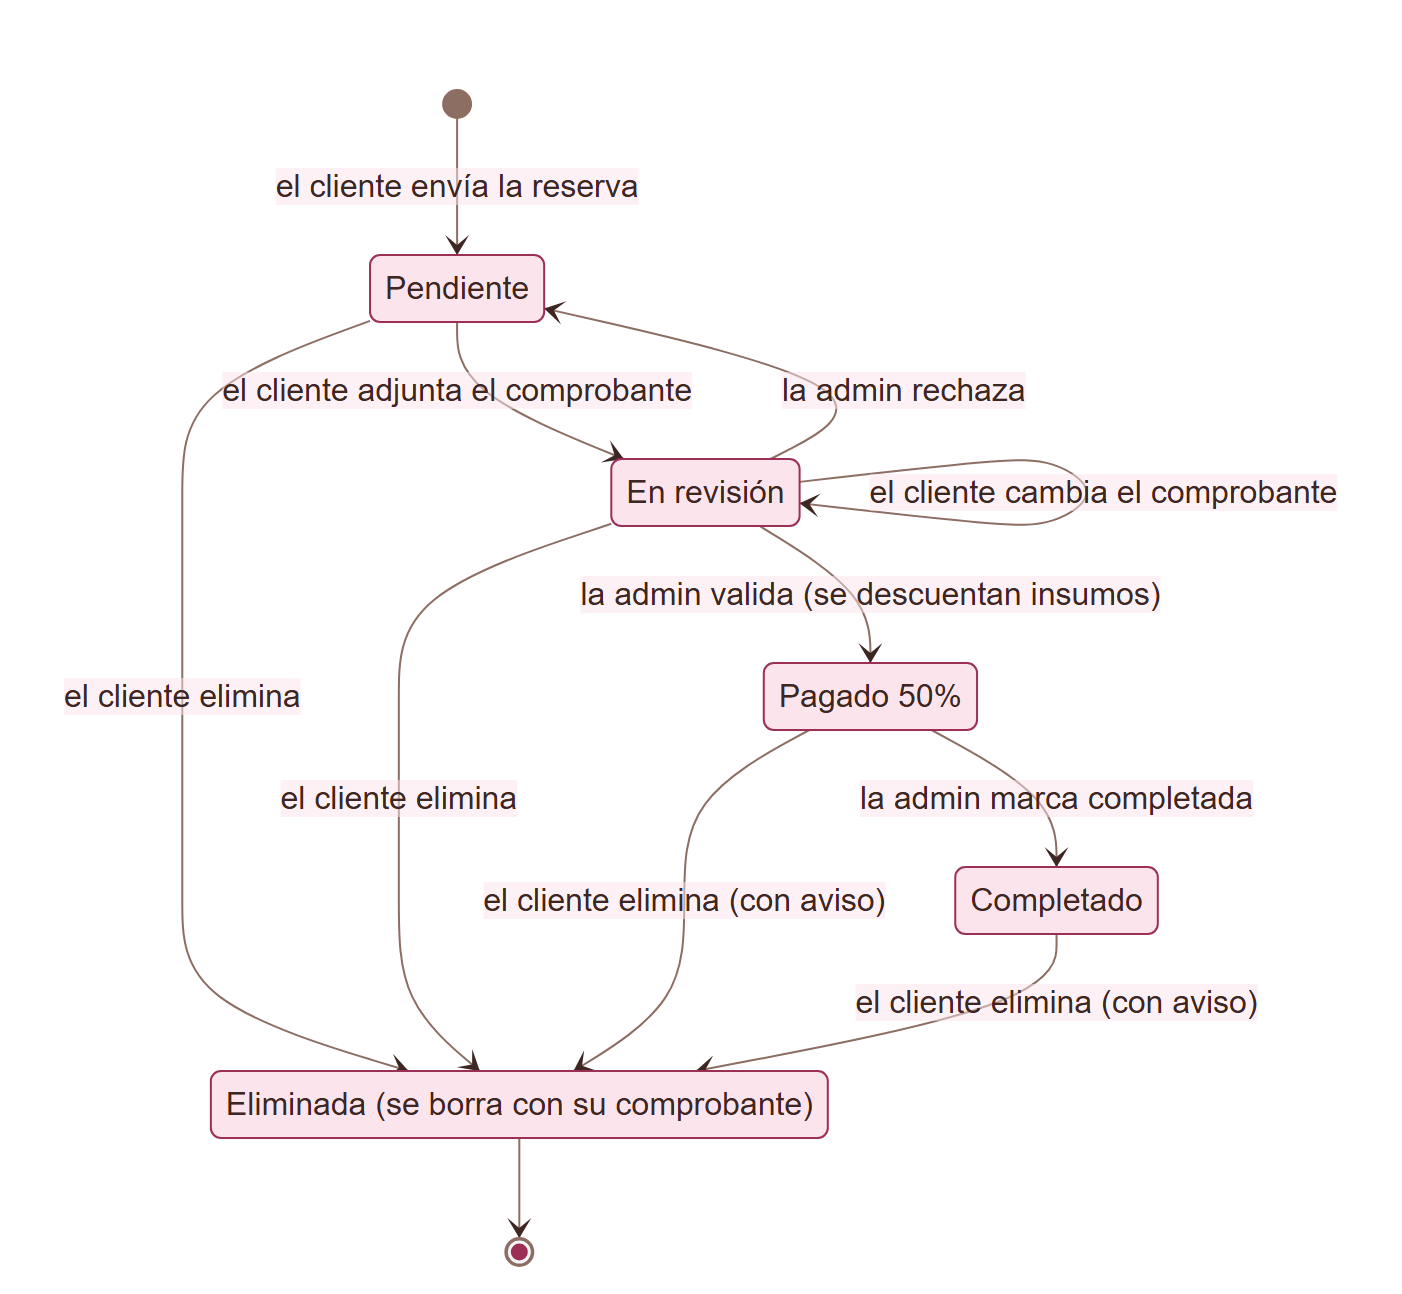 el cliente envía la reserva
Pendiente
el cliente adjunta el comprobante
la admin rechaza
En revisión
el cliente cambia el comprobante
la admin valida (se descuentan insumos)
el cliente elimina
Pagado 50%
el cliente elimina
la admin marca completada
el cliente elimina (con aviso)
Completado
el cliente elimina (con aviso)
Eliminada (se borra con su comprobante)